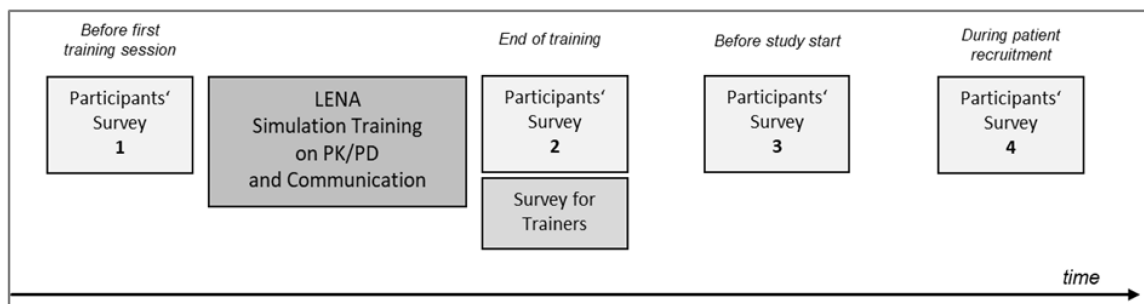 Before first
training session
End of training
Before study start
During patient
recruitment
Participants‘
Survey
1
LENA
Simulation Training
on PK/PD
and Communication
Participants‘
Survey
2
Survey for
Trainers
Participants‘
Survey
3
Participants‘
Survey
4
time